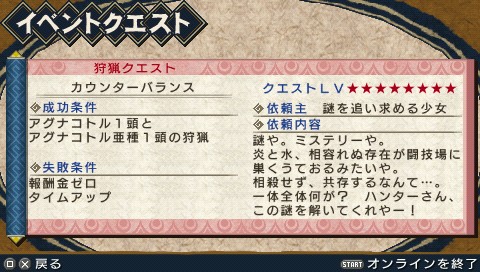 イベントクエスト
狩猟クエスト
カウンターバランス
成功条件
アグナコトル1頭と
アグナコトル亜種1頭の狩猟
失敗条件
報酬金ゼロ
タイムアップ
クエストLV★★★★★★★★
依頼主 謎を追い求める少女
依頼内容
謎や。ミステリーや。
炎と水、相容れぬ存在が闘技場に
巣くうておるみたいや。
相殺せず、共存するなんて…。
一体全体何が? ハンターさん、
この謎を解いてくれやー!
戻る
START オンラインを終了